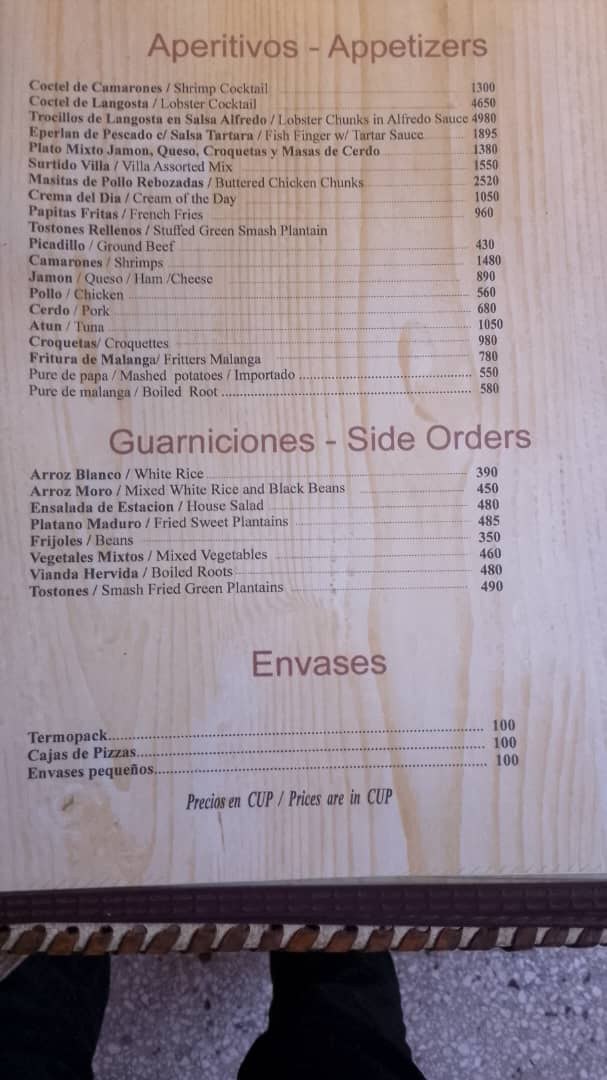 Aperitivos - Appetizers
Coctel de Camarones / Shrimp Cocktail 1300
Coctel de Langosta / Lobster Cocktail 4650
Trocillos de Langosta en Salsa Alfredo / Lobster Chunks in Alfredo Sauce 4980
Eperlan de Pescado c/ Salsa Tartara / Fish Finger w/ Tartar Sauce 1895
Plato Mixto Jamon, Queso, Croquetas y Masas de Cerdo 1380
Surtido Villa / Villa Assorted Mix 1550
Masitas de Pollo Rebozadas / Buttered Chicken Chunks 2520
Crema del Dia / Cream of the Day 1050
Papitas Fritas / French Fries 960
Tostones Rellenos / Stuffed Green Smash Plantain
Picadillo / Ground Beef 430
Camarones / Shrimps 1480
Jamon / Queso / Ham /Cheese 890
Pollo / Chicken 560
Cerdo / Pork 680
Atun / Tuna 1050
Croquetas/ Croquettes 980
Fritura de Malanga/ Fritters Malanga 780
Pure de papa / Mashed potatoes / Importado 550
Pure de malanga / Boiled Root 580
Guarniciones - Side Orders
Arroz Blanco / White Rice 390
Arroz Moro / Mixed White Rice and Black Beans 450
Ensalada de Estacion / House Salad 480
Platano Maduro / Fried Sweet Plantains 485
Frijoles / Beans 350
Vegetales Mixtos / Mixed Vegetables 460
Vianda Hervida / Boiled Roots 480
Tostones / Smash Fried Green Plantains 490
Envases
Termopack 100
Cajas de Pizzas 100
Envases pequeños 100
Precios en CUP / Prices are in CUP